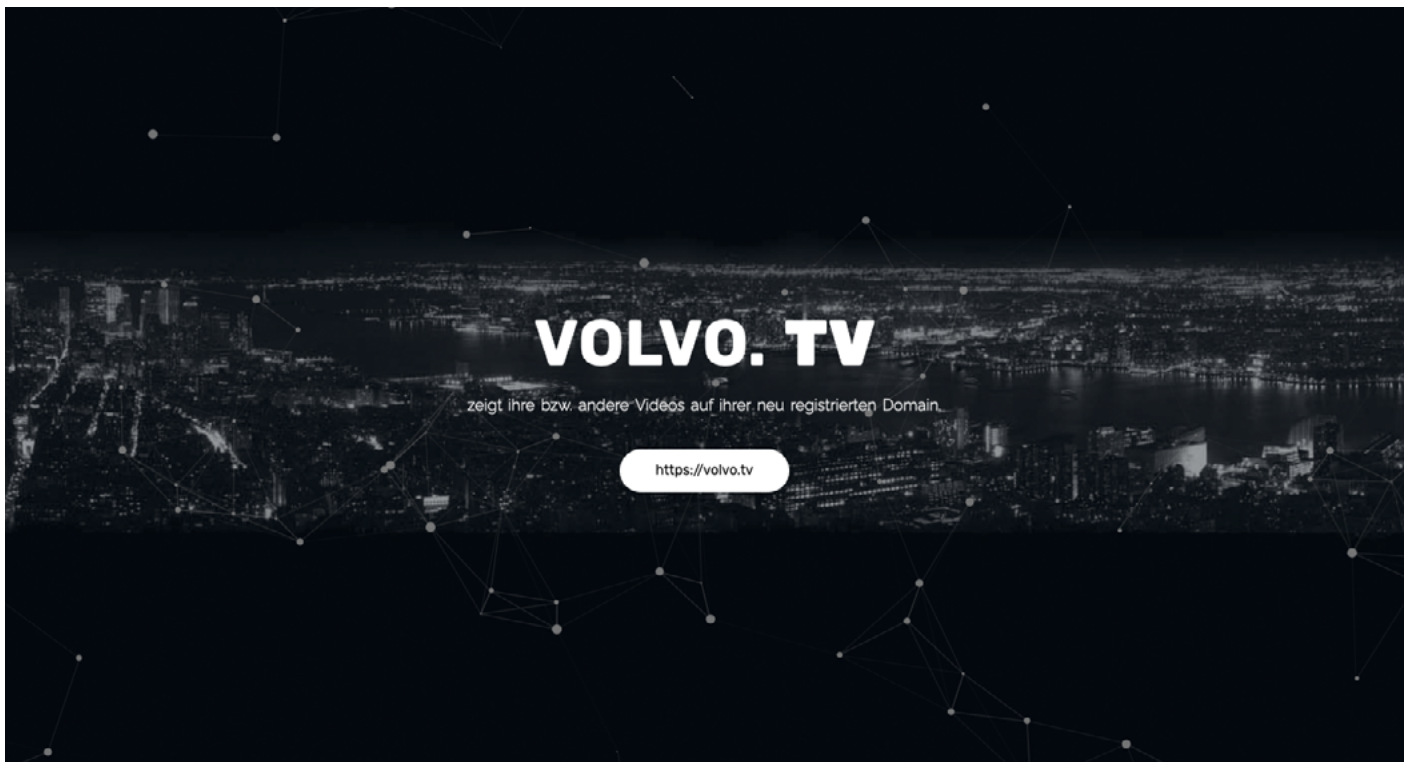 VOLVO. TV
zeigt ihre bzw. andere Videos auf ihrer neu registrierten Domain.
https://volvo.tv